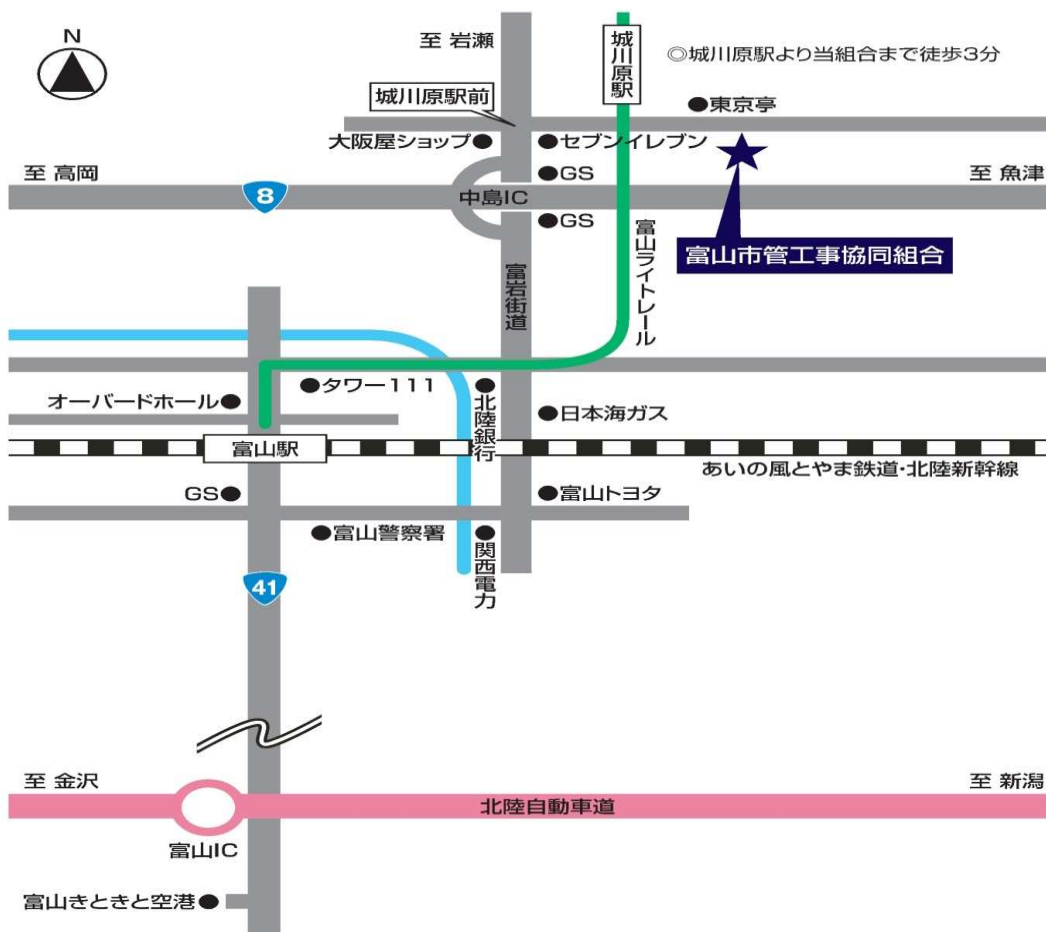 N
至 岩瀬
城川原駅
◎城川原駅より当組合まで徒歩3分
城川原駅前
●東京亭
大阪屋ショップ●
●セブンイレブン
至 高岡
●GS
至 魚津
8
中島IC
●GS
富山ライトレール
富山市管工事協同組合
富岩街道
●タワー111
オーバードホール●
●北陸銀行
●日本海ガス
富山駅
あいの風とやま鉄道・北陸新幹線
GS●
●富山トヨタ
●富山警察署
●関西電力
41
至 金沢
至 新潟
北陸自動車道
富山IC
富山きときと空港●